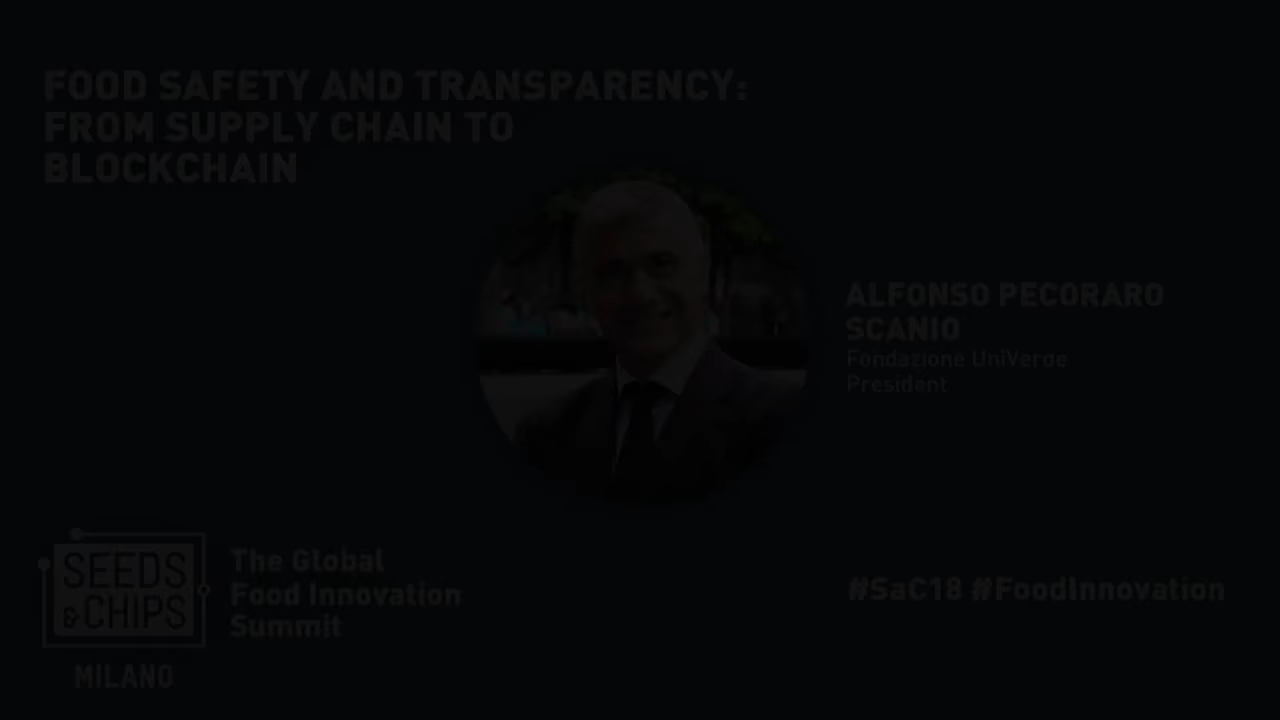 FOOD SAFETY AND TRANSPARENCY:
FROM SUPPLY CHAIN TO
BLOCKCHAIN
ALFONSO PECORARO
SCANIO
Fondazione UniVerde
President
SEEDS
&CHIPS
MILANO
The Global
Food Innovation
Summit
#SaC18 #FoodInnovation